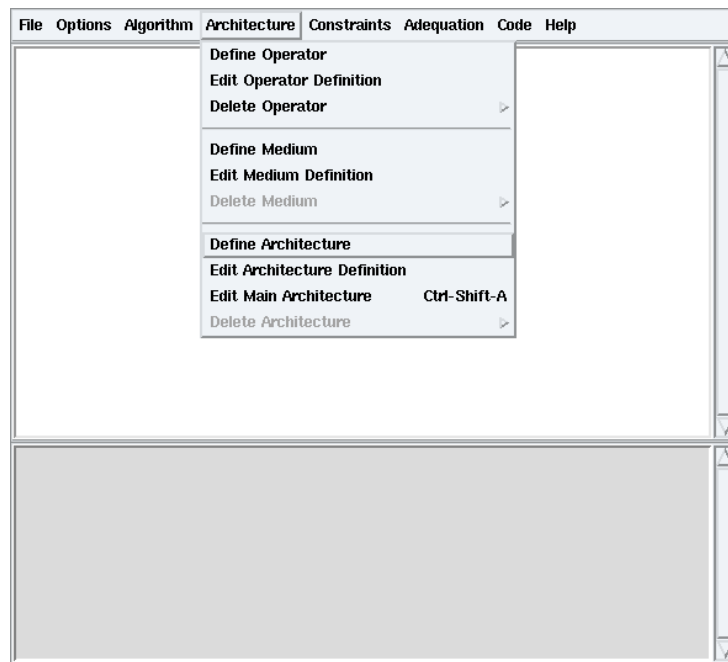 File Options Algorithm Architecture Constraints Adequation Code Help
Define Operator
Edit Operator Definition
Delete Operator
Define Medium
Edit Medium Definition
Delete Medium
Define Architecture
Edit Architecture Definition
Edit Main Architecture Ctrl-Shift-A
Delete Architecture